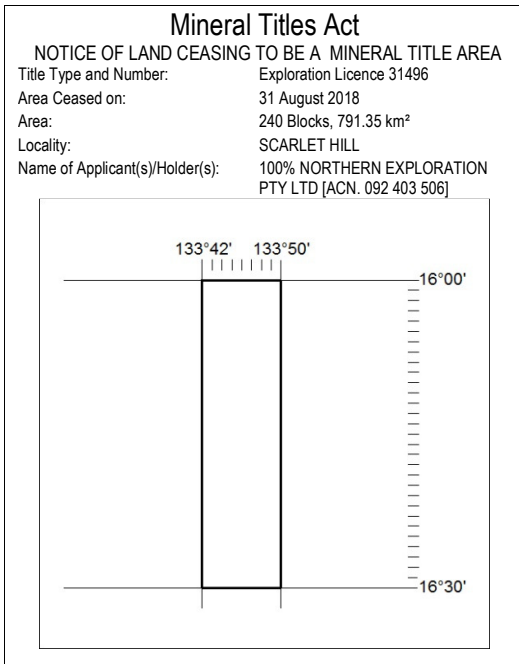 Mineral Titles Act
NOTICE OF LAND CEASING TO BE A MINERAL TITLE AREA
Title Type and Number: Exploration Licence 31496
Area Ceased on: 31 August 2018
Area: 240 Blocks, 791.35 km²
Locality: SCARLET HILL
Name of Applicant(s)/Holder(s): 100% NORTHERN EXPLORATION
PTY LTD [ACN. 092 403 506]
133°42' 133°50'
16°00'
16°30'